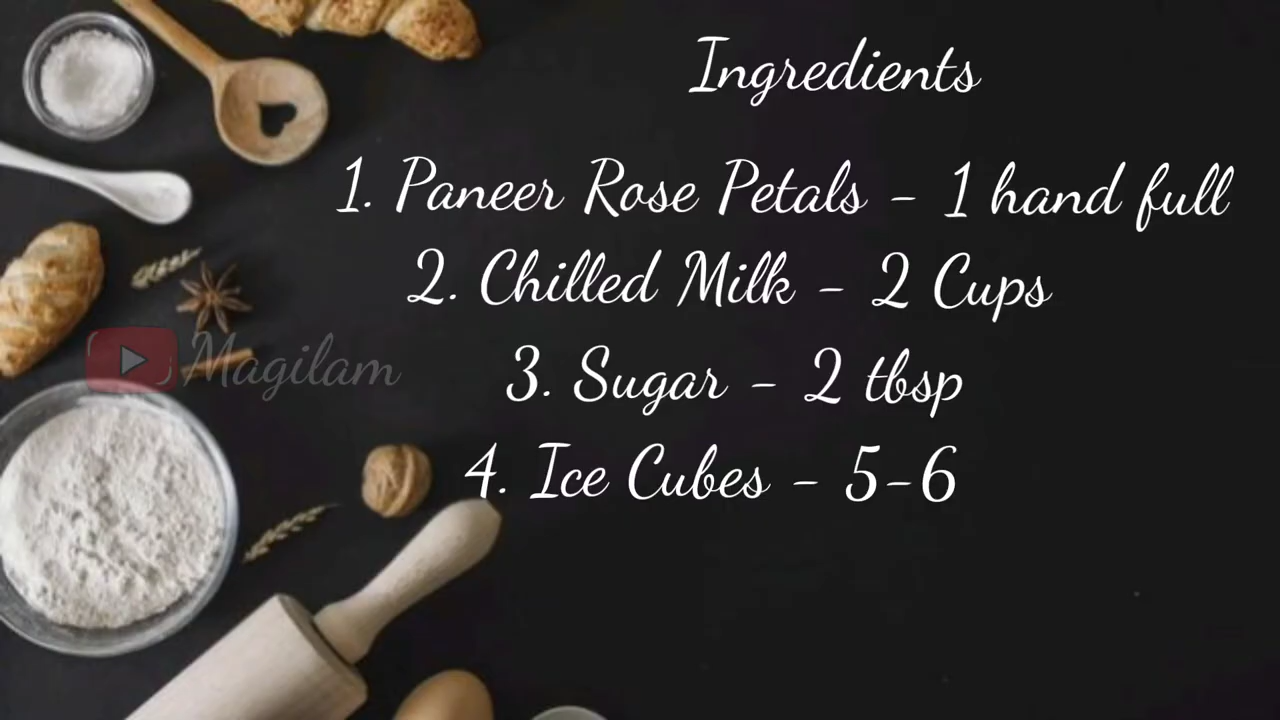 Ingredients
1. Paneer Rose Petals - 1 hand full
2. Chilled Milk - 2 Cups
3. Sugar - 2 tbsp
Magilam
4. Ice Cubes - 5-6